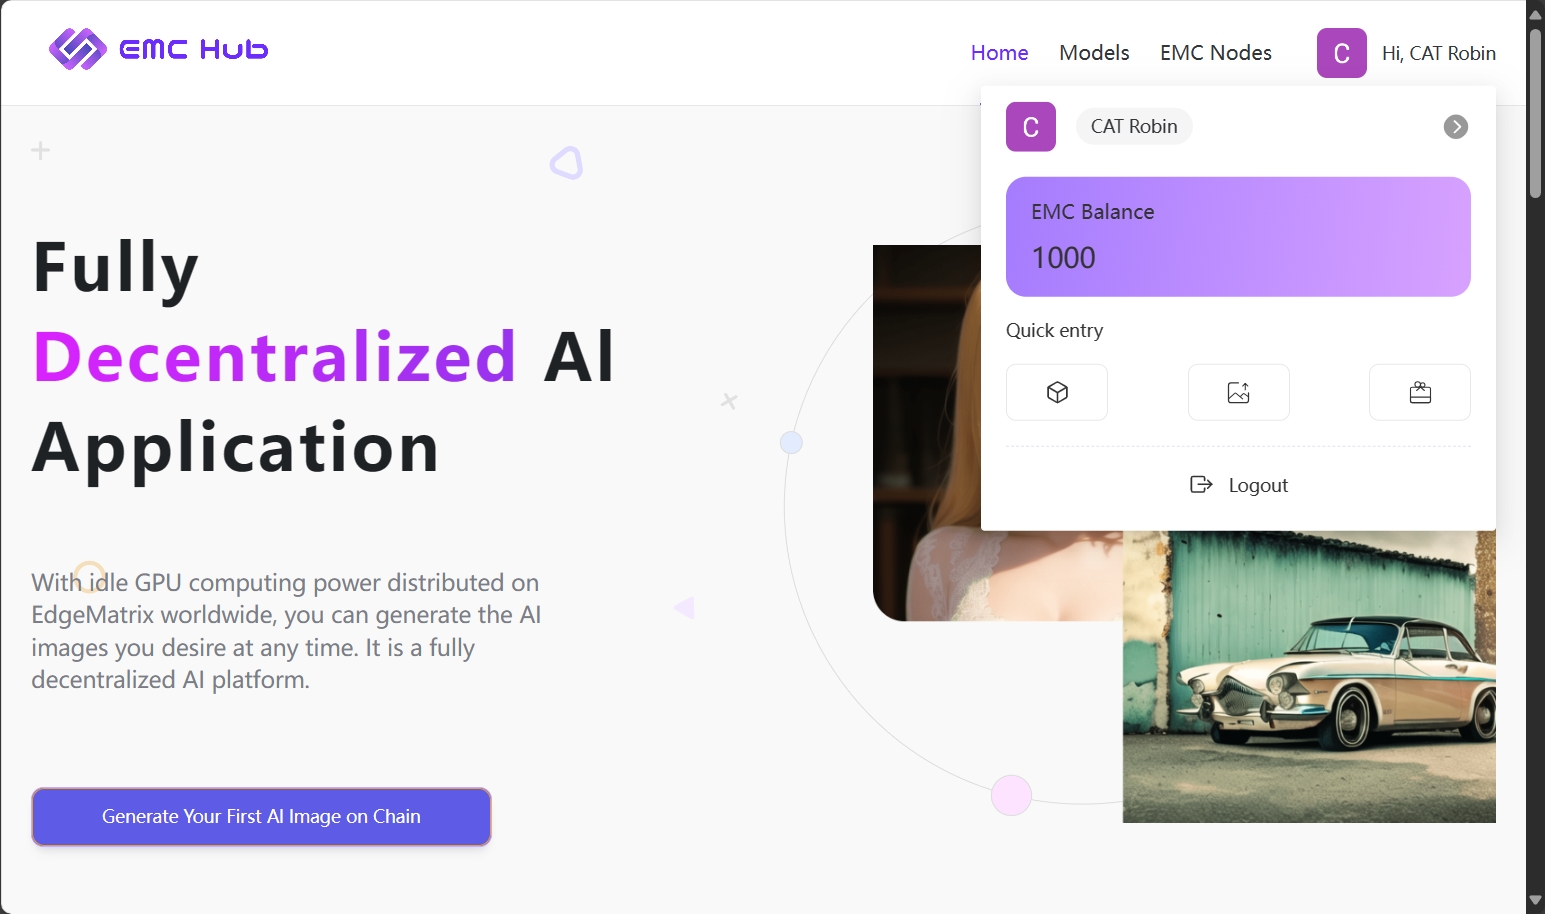 EMC Hub
Home
Models
EMC Nodes
C
Hi, CAT Robin
C
CAT Robin
EMC Balance
1000
Quick entry
Logout
Fully
Decentralized AI
Application
With idle GPU computing power distributed on
EdgeMatrix worldwide, you can generate the AI
images you desire at any time. It is a fully
decentralized AI platform.
Generate Your First AI Image on Chain